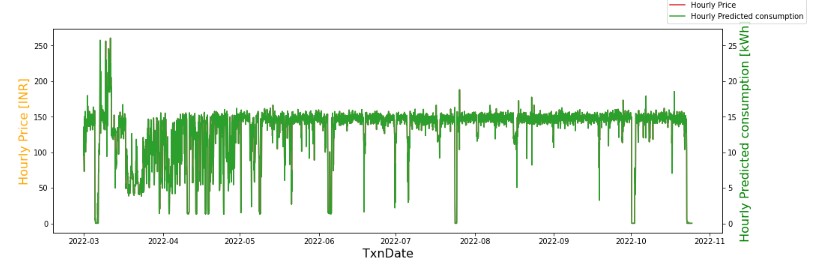 Hourly Price
Hourly Predicted consumption
Hourly Price [INR]
250
200
150
100
50
0
25
20
15
10
5
0
Hourly Predicted consumption [kWh]
2022-03 2022-04 2022-05 2022-06 2022-07 2022-08 2022-09 2022-10 2022-11
TxnDate